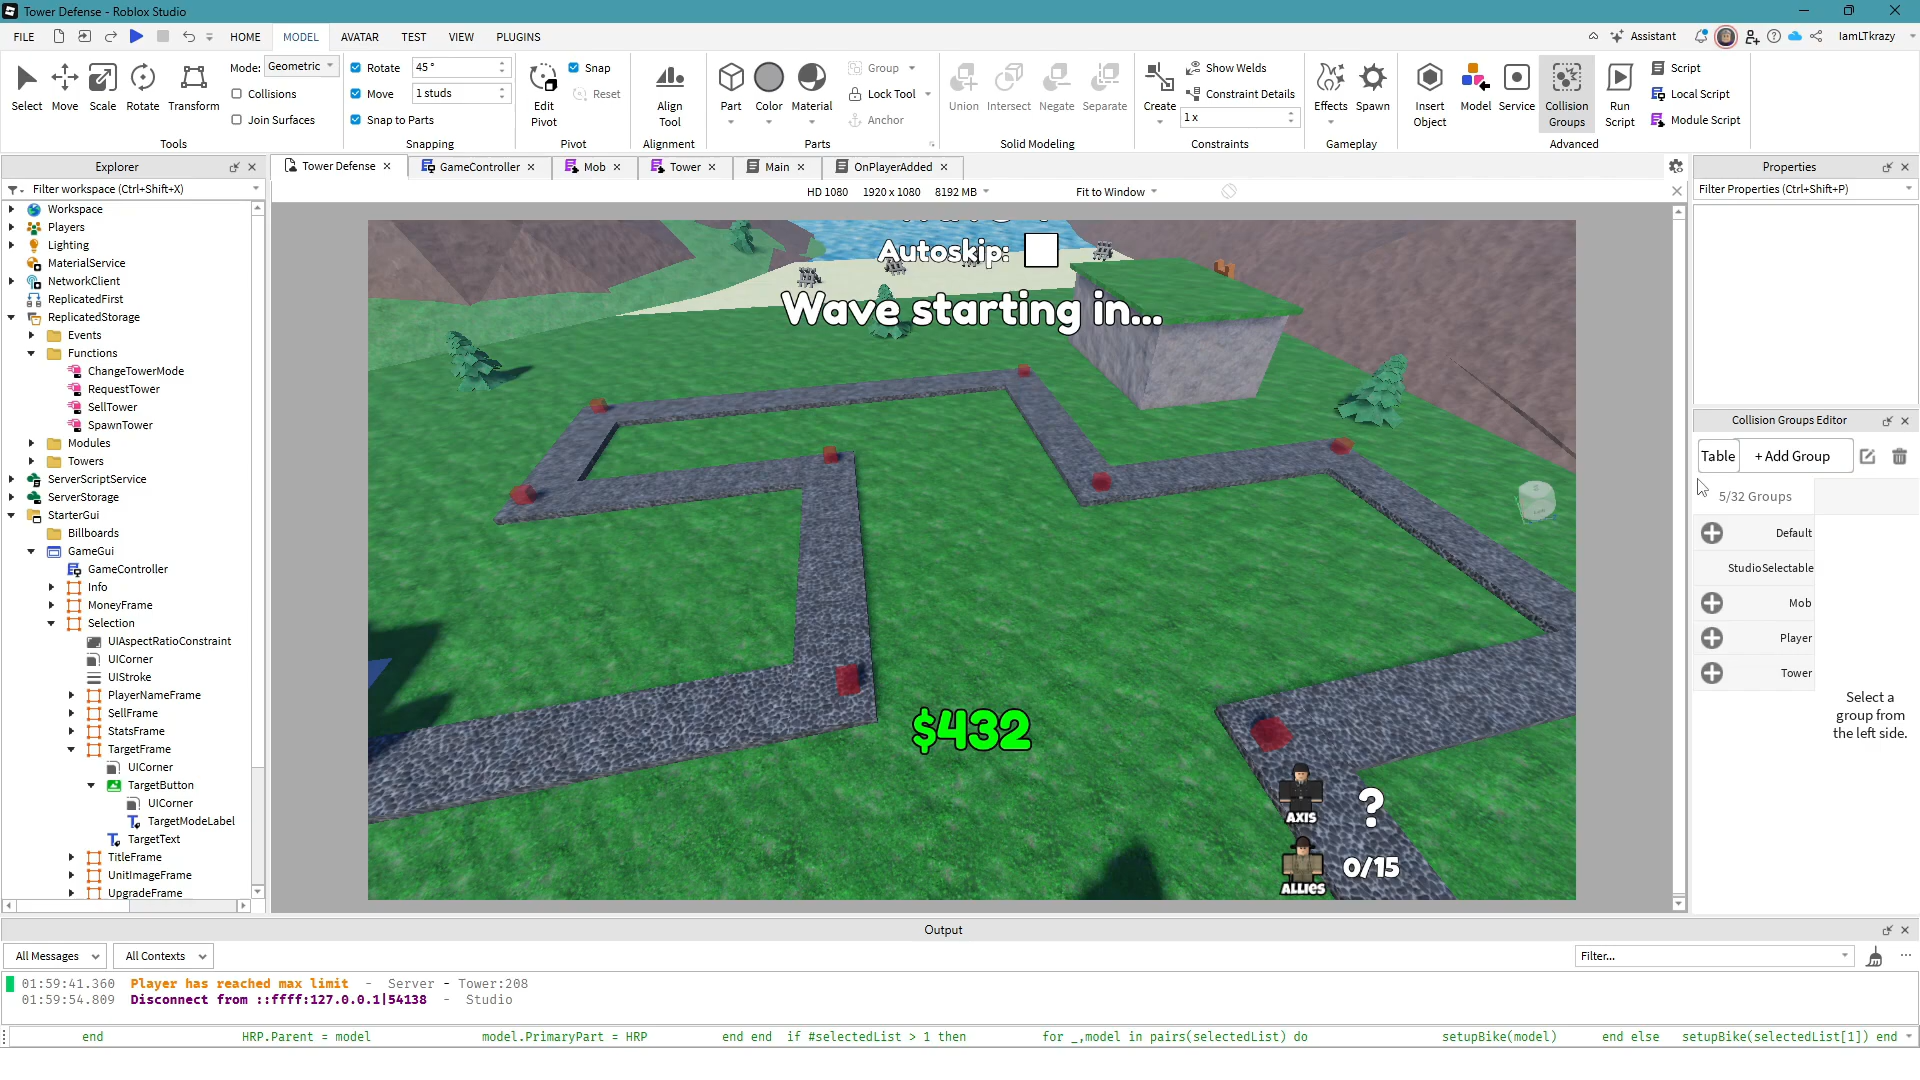 Tower Defense - Roblox Studio
FILE HOME MODEL AVATAR TEST VIEW PLUGINS Assistant IamLTkrazy
Select Move Scale Rotate Transform
Mode: Geometric
Collisions
Join Surfaces
Tools
Rotate 45°
Move 1 studs
Snap to Parts
Snapping
Edit Pivot
Snap
Reset
Pivot
Align Tool
Alignment
Part Color Material
Group
Lock Tool
Anchor
Parts
Union Intersect Negate Separate
Solid Modeling
Create
Show Welds
Constraint Details
1x
Constraints
Effects Spawn
Gameplay
Insert Object
Model
Service
Collision Groups
Run Script
Script
Local Script
Module Script
Advanced
Explorer
Filter workspace (Ctrl+Shift+X)
Workspace
Players
Lighting
MaterialService
NetworkClient
ReplicatedFirst
ReplicatedStorage
Events
Functions
ChangeTowerMode
RequestTower
SellTower
SpawnTower
Modules
Towers
ServerScriptService
ServerStorage
StarterGui
Billboards
GameGui
GameController
Info
MoneyFrame
Selection
UIAspectRatioConstraint
UICorner
UIStroke
PlayerNameFrame
SellFrame
StatsFrame
TargetFrame
UICorner
TargetButton
UICorner
TargetModeLabel
TargetText
TitleFrame
UnitImageFrame
UpgradeFrame
Tower Defense GameController Mob Tower Main OnPlayerAdded
HD 1080 1920 x 1080 8192 MB Fit to Window
Autoskip:
Wave starting in...
$432
AXIS
?
ALLIES
0/15
Properties
Filter Properties (Ctrl+Shift+P)
Collision Groups Editor
Table + Add Group
5/32 Groups
Default
StudioSelectable
Mob
Player
Tower
Select a
group from
the left side.
Output
All Messages All Contexts Filter...
01:59:41.360 Player has reached max limit - Server - Tower:208
01:59:54.809 Disconnect from ::ffff:127.0.0.1|54138 - Studio
end HRP.Parent = model model.PrimaryPart = HRP end end if #selectedList > 1 then for _,model in pairs(selectedList) do setupBike(model) end else setupBike(selectedList[1]) end